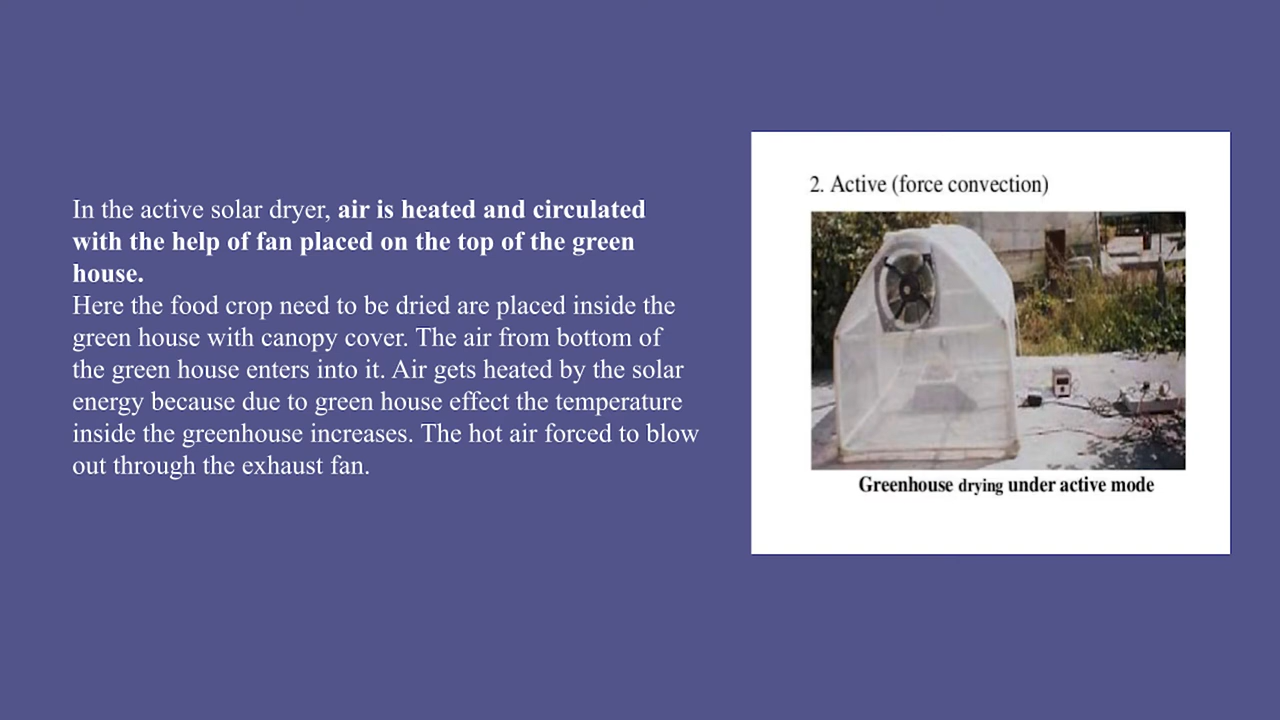 In the active solar dryer, air is heated and circulated
with the help of fan placed on the top of the green
house.
Here the food crop need to be dried are placed inside the
green house with canopy cover. The air from bottom of
the green house enters into it. Air gets heated by the solar
energy because due to green house effect the temperature
inside the greenhouse increases. The hot air forced to blow
out through the exhaust fan.
2. Active (force convection)
Greenhouse drying under active mode